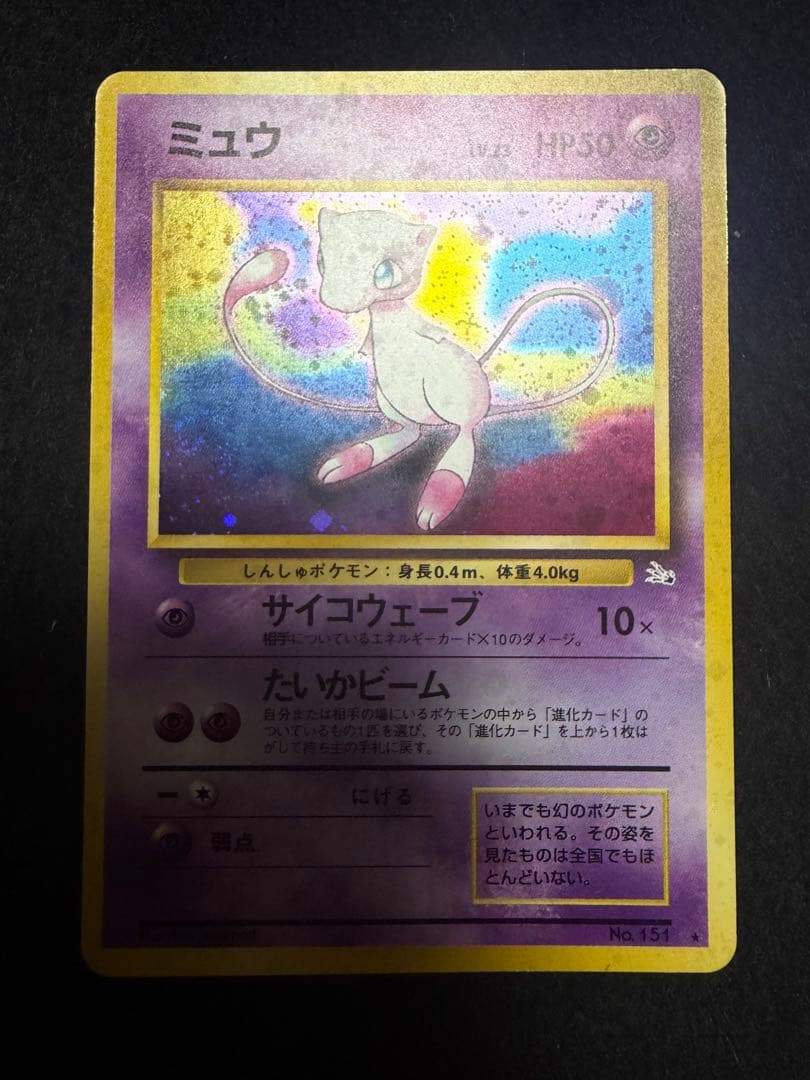 ミュウ
LV.23 HP50
しんしゅポケモン：身長0.4m、体重4.0kg
サイコウェーブ 10×
相手についているエネルギーカード×10のダメージ。
たいかビーム
自分または相手の場にいるポケモンの中から「進化カード」の
ついているもの1匹を選び、その「進化カード」を上から1枚は
がして持ち主の手札に戻す。
にげる
弱点
いまでも幻のポケモン
といわれる。その姿を
見たものは全国でもほ
とんどいない。
No. 151 ★